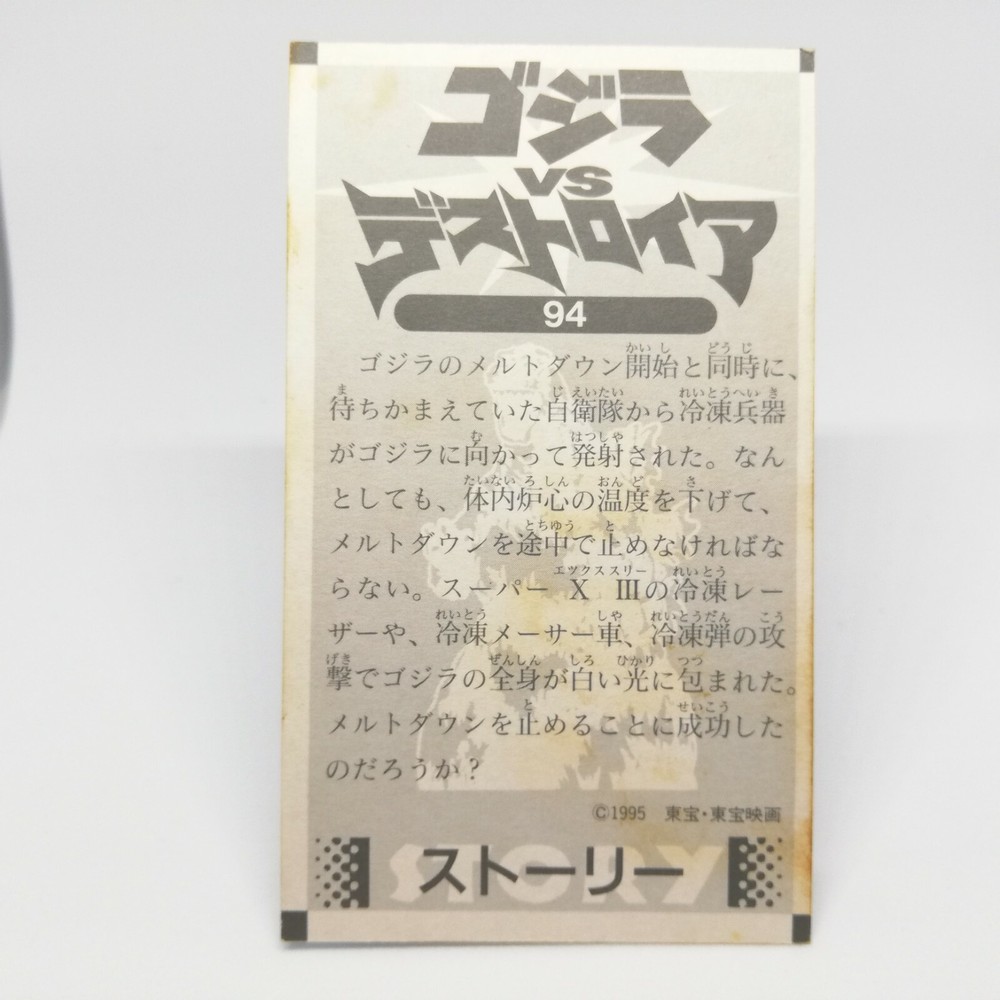 ゴジラ
VS
デストロイア
94
ゴジラのメルトダウン開始と同時に、
待ちかまえていた自衛隊から冷凍兵器
がゴジラに向かって発射された。なん
としても、体内炉心の温度を下げて、
メルトダウンを途中で止めなければな
らない。スーパーX Ⅲの冷凍レー
ザーや、冷凍メーサー車、冷凍弾の攻
撃でゴジラの全身が白い光に包まれた。
メルトダウンを止めることに成功した
のだろうか？
©1995 東宝・東宝映画
STORY
ストーリー